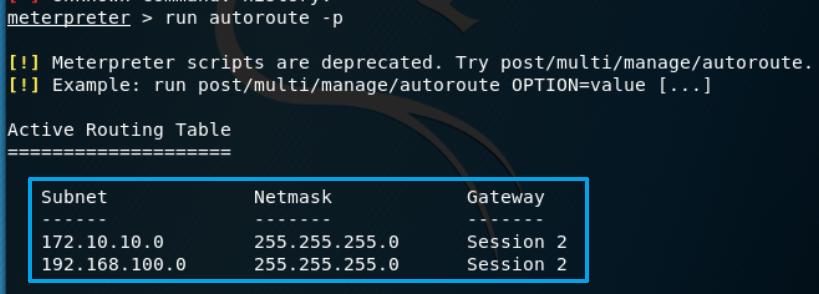 meterpreter > run autoroute -p
[!] Meterpreter scripts are deprecated. Try post/multi/manage/autoroute.
[!] Example: run post/multi/manage/autoroute OPTION=value [...]
Active Routing Table
====================
Subnet Netmask Gateway
------ ------- -------
172.10.10.0 255.255.255.0 Session 2
192.168.100.0 255.255.255.0 Session 2